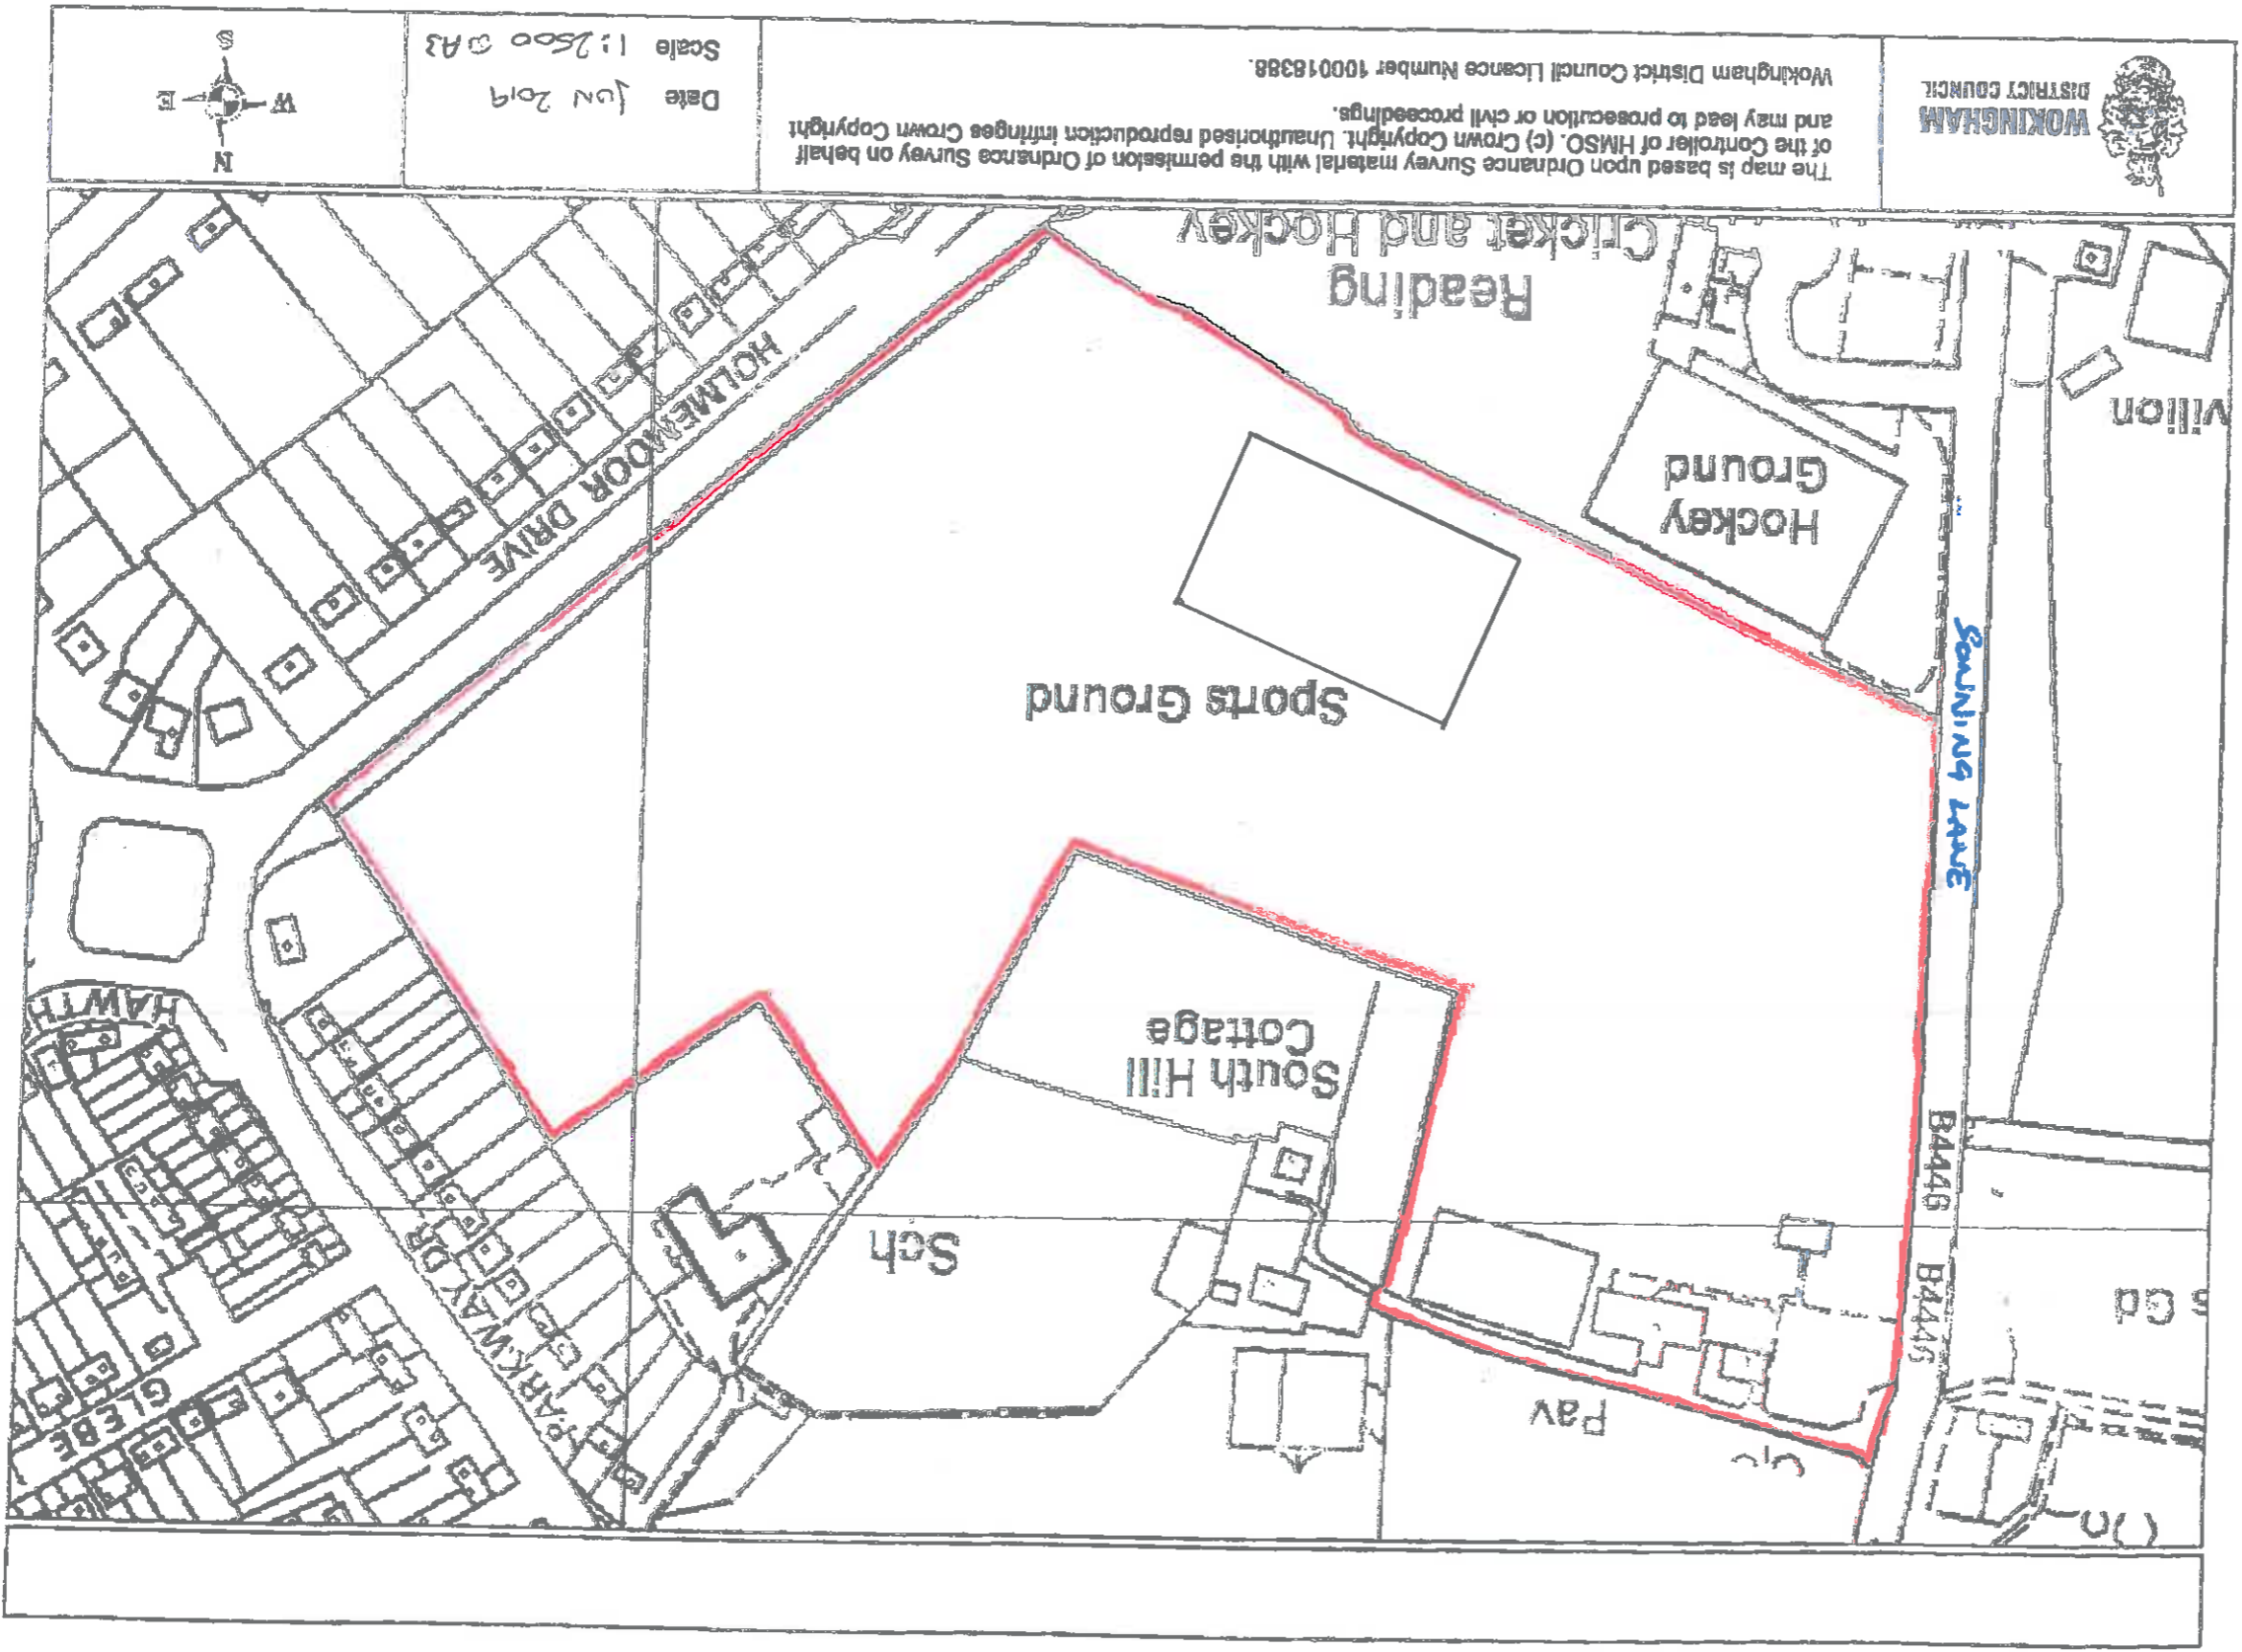 GLEBE
PARKWAY DR
HAWTH
Pav
Sch
South Hill
Cottage
B4446
B4446
SONNING LANE
Sports Ground
Hockey
Ground
HOLMEMOOR DRIVE
Reading
Cricket and Hockey
vilion
s Gd
WOKINGHAM
DISTRICT COUNCIL
The map is based upon Ordnance Survey material with the permission of Ordnance Survey on behalf
of the Controller of HMSO. (c) Crown Copyright. Unauthorised reproduction infringes Crown Copyright
and may lead to prosecution or civil proceedings.
Wokingham District Council Licence Number 100018388.
Date JUN 2019
Scale 1:2500 @ A3
N
W
E
S